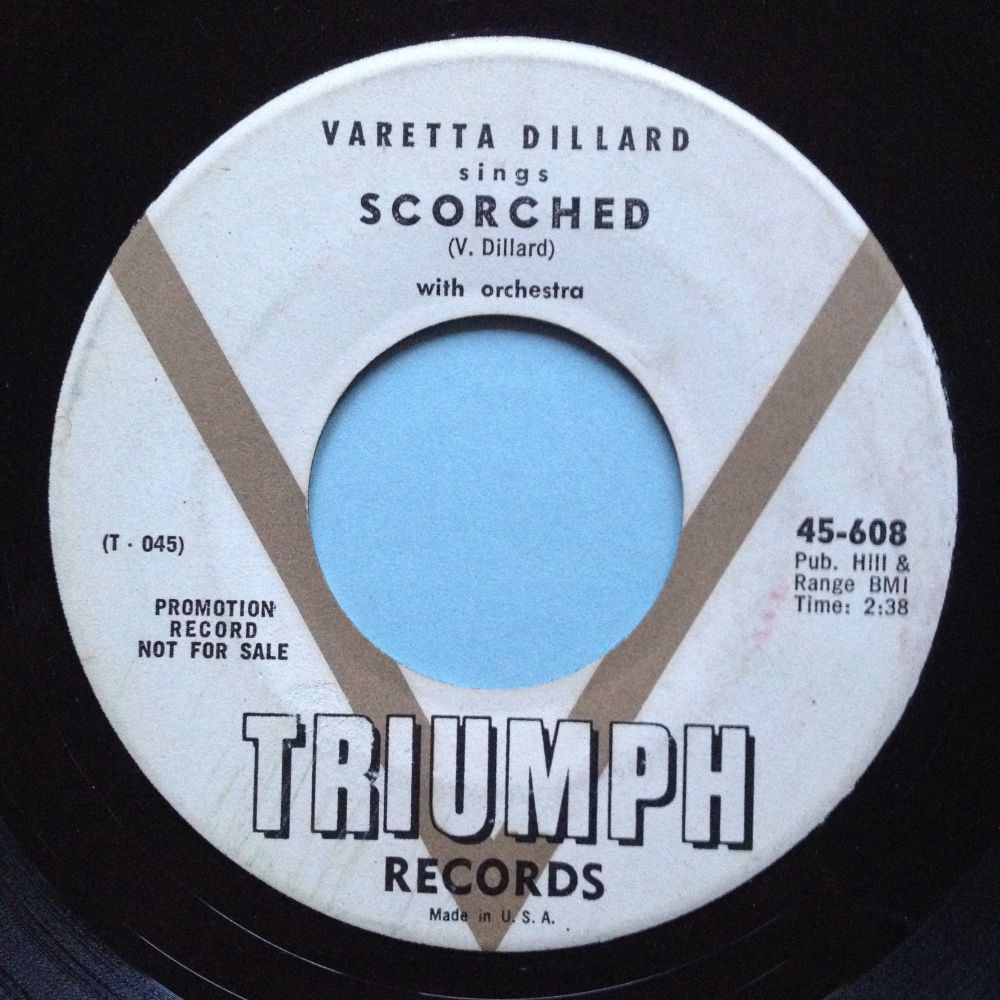 VARETTA DILLARD
sings
SCORCHED
(V. Dillard)
with orchestra
(T - 045)
PROMOTION
RECORD
NOT FOR SALE
45-608
Pub. Hill &
Range BMI
Time: 2:38
TRIUMPH
RECORDS
Made in U. S. A.